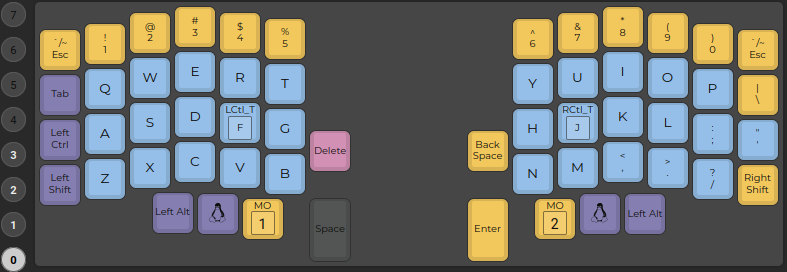 7
6
5
4
3
2
1
0
`/~
Esc
!
1
@
2
#
3
$
4
%
5
Tab
Q
W
E
R
T
Left
Ctrl
A
S
D
LCtl_T
F
G
Left
Shift
Z
X
C
V
B
Delete
Left Alt
MO
1
Space
^
6
&
7
*
8
(
9
)
0
`/~
Esc
Y
U
I
O
P
|
\
H
RCtl_T
J
K
L
:
;
"
'
N
M
<
,
>
.
?
/
Right
Shift
Back
Space
Enter
MO
2
Left Alt